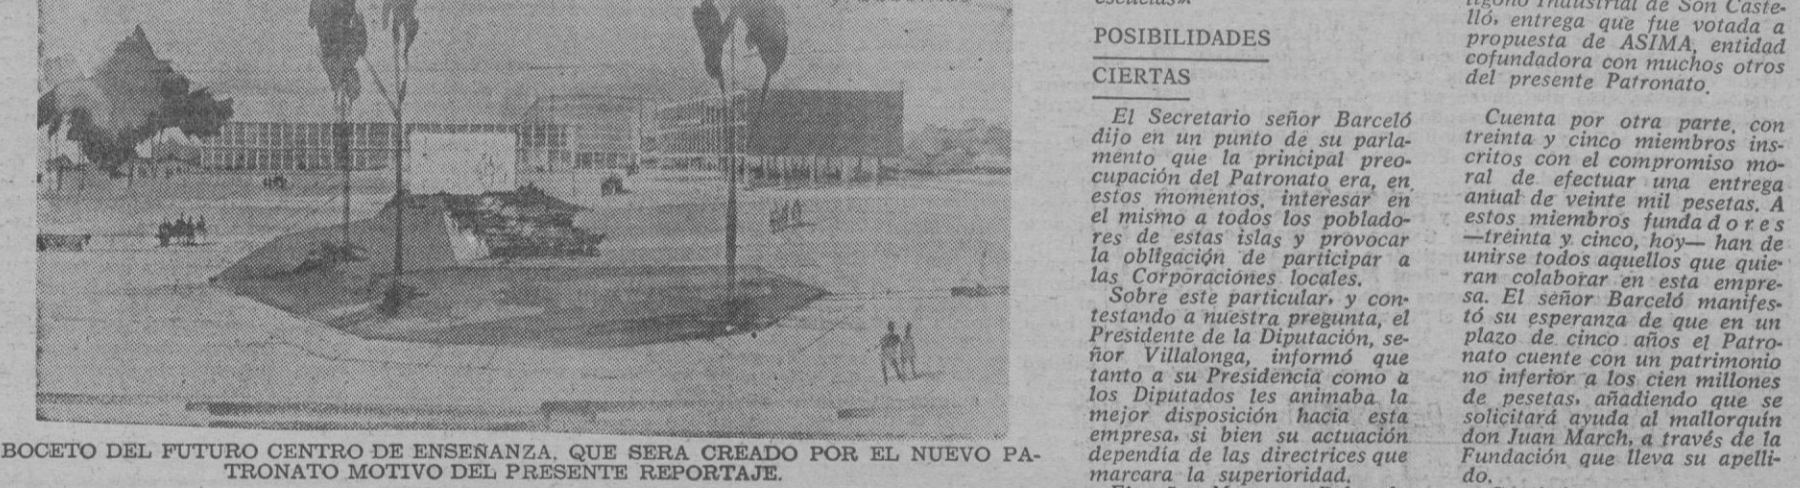 BOCETO DEL FUTURO CENTRO DE ENSEÑANZA, QUE SERA CREADO POR EL NUEVO PA-
TRONATO MOTIVO DEL PRESENTE REPORTAJE.
POSIBILIDADES
CIERTAS
El Secretario señor Barceló
dijo en un punto de su parla-
mento que la principal preo-
cupación del Patronato era, en
estos momentos, interesar en
el mismo a todos los poblado-
res de estas islas y provocar
la obligación de participar a
las Corporaciones locales.
Sobre este particular, y con-
testando a nuestra pregunta, el
Presidente de la Diputación, se-
ñor Villalonga, informó que
tanto a su Presidencia como a
los Diputados les animaba la
mejor disposición hacia esta
empresa, si bien su actuación
dependía de las directrices que
marcara la superioridad.
lígono Industrial de Son Caste-
lló, entrega que fue votada a
propuesta de ASIMA, entidad
cofundadora con muchos otros
del presente Patronato.
Cuenta por otra parte, con
treinta y cinco miembros ins-
critos con el compromiso mo-
ral de efectuar una entrega
anual de veinte mil pesetas. A
estos miembros fundadores
—treinta y cinco, hoy— han de
unirse todos aquellos que quie-
ran colaborar en esta empre-
sa. El señor Barceló manifes-
tó su esperanza de que en un
plazo de cinco años el Patro-
nato cuente con un patrimonio
no inferior a los cien millones
de pesetas, añadiendo que se
solicitará ayuda al mallorquín
don Juan March, a través de la
Fundación que lleva su apelli-
do.